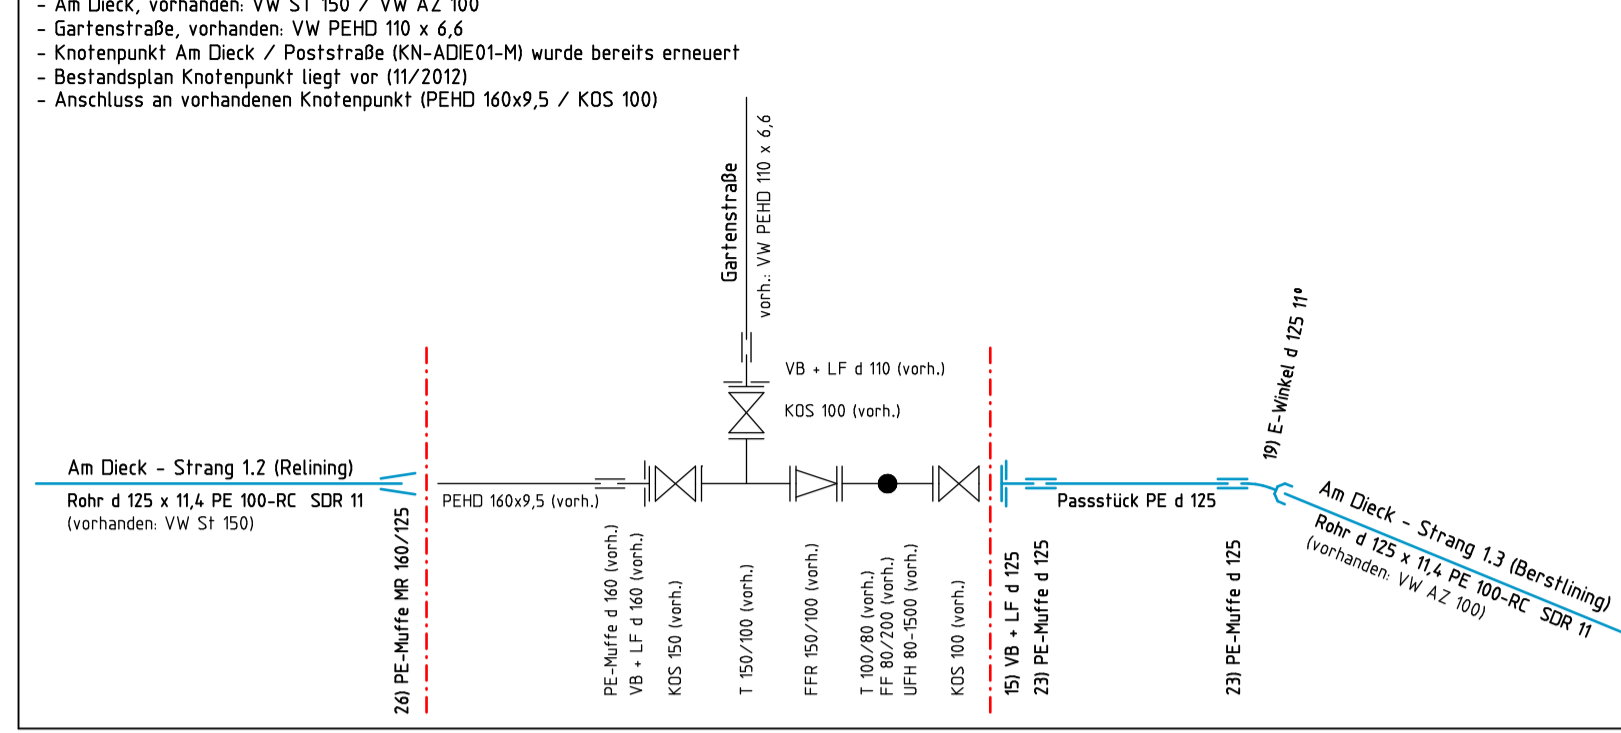 - Am Dieck, vorhanden: VW ST 150 / VW AZ 100
- Gartenstraße, vorhanden: VW PEHD 110 x 6,6
- Knotenpunkt Am Dieck / Poststraße (KN-ADIE01-M) wurde bereits erneuert
- Bestandsplan Knotenpunkt liegt vor (11/2012)
- Anschluss an vorhandenen Knotenpunkt (PEHD 160x9,5 / KOS 100)
Gartenstraße
vorh.: VW PEHD 110 x 6,6
VB + LF d 110 (vorh.)
KOS 100 (vorh.)
Am Dieck - Strang 1.2 (Relining)
Rohr d 125 x 11,4 PE 100-RC SDR 11
(vorhanden: VW St 150)
26) PE-Muffe MR 160/125
PEHD 160x9,5 (vorh.)
PE-Muffe d 160 (vorh.)
VB + LF d 160 (vorh.)
KOS 150 (vorh.)
T 150/100 (vorh.)
FFR 150/100 (vorh.)
T 100/80 (vorh.)
FF 80/200 (vorh.)
UFH 80-1500 (vorh.)
KOS 100 (vorh.)
15) VB + LF d 125
23) PE-Muffe d 125
Passstück PE d 125
23) PE-Muffe d 125
19) E-Winkel d 125 11°
Am Dieck - Strang 1.3 (Berstlining)
Rohr d 125 x 11,4 PE 100-RC SDR 11
(vorhanden: VW AZ 100)